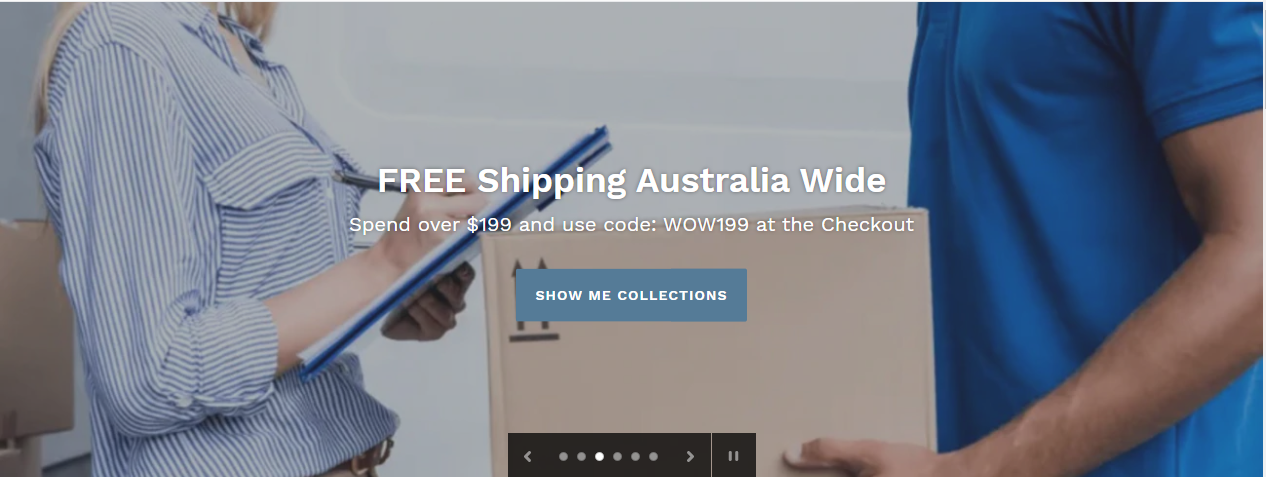 FREE Shipping Australia Wide
Spend over $199 and use code: WOW199 at the Checkout
SHOW ME COLLECTIONS